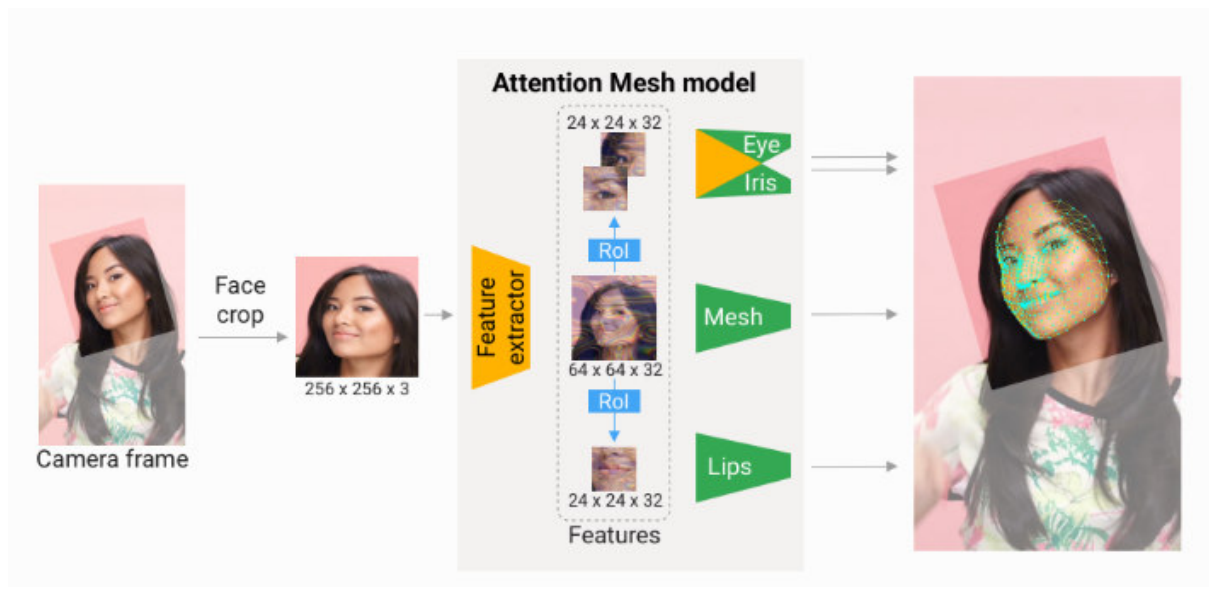 Attention Mesh model
24 x 24 x 32
Eye
Iris
RoI
Face
crop
Feature
extractor
Mesh
64 x 64 x 32
256 x 256 x 3
RoI
Camera frame
Lips
24 x 24 x 32
Features